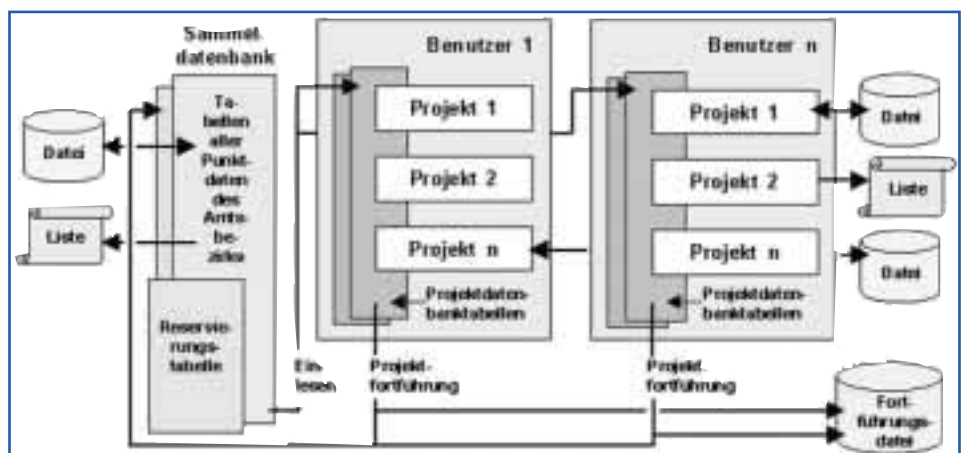 Sammel-
datenbank
Ta-
bellen
aller
Punkt-
daten
des
Amts-
be-
zirks
Reservie-
rungs-
tabelle
Datei
Liste
Benutzer 1
Projekt 1
Projekt 2
Projekt n
Projektdaten-
banktabellen
Ein-
lesen
Projekt-
fortführung
Benutzer n
Projekt 1
Projekt 2
Projekt n
Projektdaten-
banktabellen
Projekt-
fortführung
Datei
Liste
Datei
Fort-
führungs-
datei